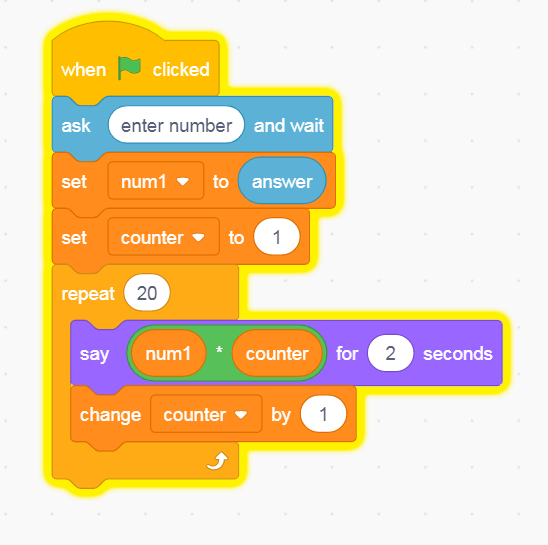 when clicked
ask enter number and wait
set num1 to answer
set counter to 1
repeat 20
say num1 * counter for 2 seconds
change counter by 1